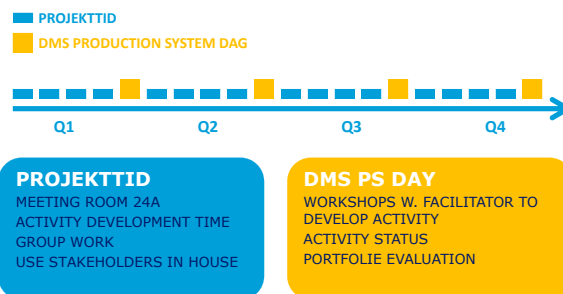 PROJEKTTID
DMS PRODUCTION SYSTEM DAG
Q1 Q2 Q3 Q4
PROJEKTTID
MEETING ROOM 24A
ACTIVITY DEVELOPMENT TIME
GROUP WORK
USE STAKEHOLDERS IN HOUSE
DMS PS DAY
WORKSHOPS W. FACILITATOR TO
DEVELOP ACTIVITY
ACTIVITY STATUS
PORTFOLIE EVALUATION